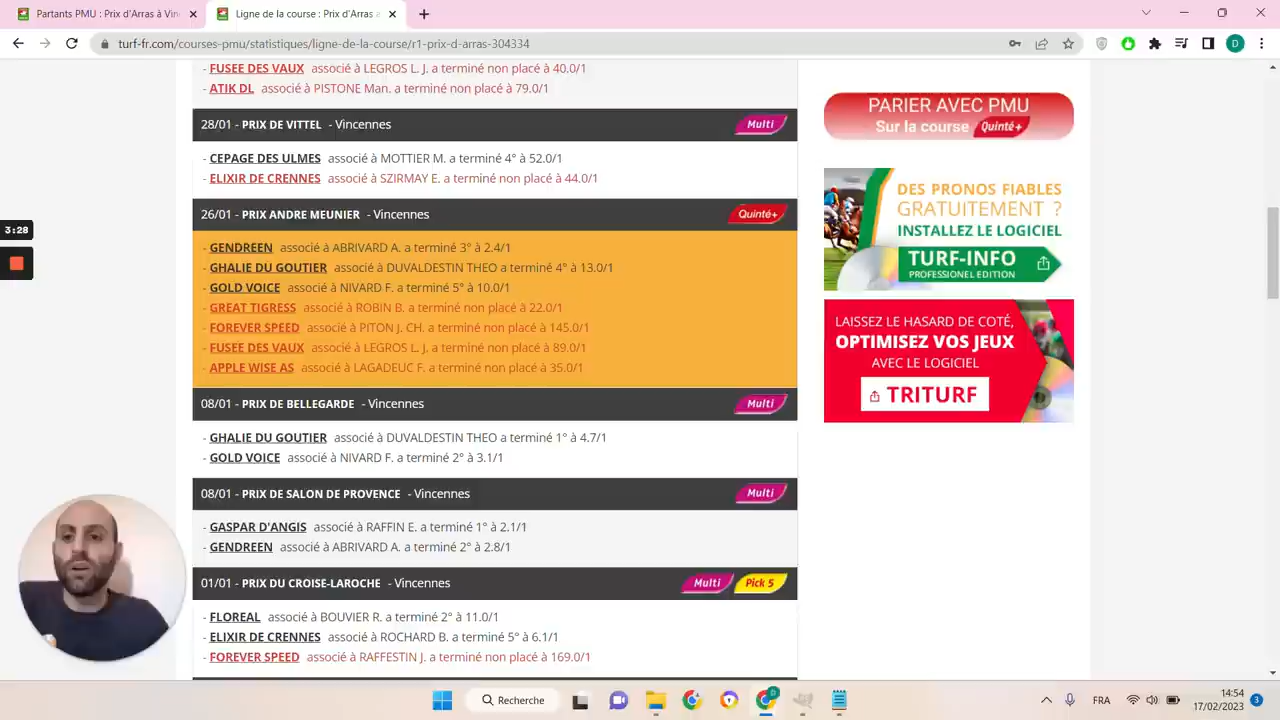 Partants PMU : Prix d'Arras à Vin
Ligne de la course : Prix d'Arras a
turf-fr.com/courses-pmu/statistiques/ligne-de-la-course/r1-prix-d-arras-304334
D
- FUSEE DES VAUX associé à LEGROS L. J. a terminé non placé à 40.0/1
- ATIK DL associé à PISTONE Man. a terminé non placé à 79.0/1
28/01 - PRIX DE VITTEL - Vincennes Multi
- CEPAGE DES ULMES associé à MOTTIER M. a terminé 4° à 52.0/1
- ELIXIR DE CRENNES associé à SZIRMAY E. a terminé non placé à 44.0/1
26/01 - PRIX ANDRE MEUNIER - Vincennes Quinté+
- GENDREEN associé à ABRIVARD A. a terminé 3° à 2.4/1
- GHALIE DU GOUTIER associé à DUVALDESTIN THEO a terminé 4° à 13.0/1
- GOLD VOICE associé à NIVARD F. a terminé 5° à 10.0/1
- GREAT TIGRESS associé à ROBIN B. a terminé non placé à 22.0/1
- FOREVER SPEED associé à PITON J. CH. a terminé non placé à 145.0/1
- FUSEE DES VAUX associé à LEGROS L. J. a terminé non placé à 89.0/1
- APPLE WISE AS associé à LAGADEUC F. a terminé non placé à 35.0/1
08/01 - PRIX DE BELLEGARDE - Vincennes Multi
- GHALIE DU GOUTIER associé à DUVALDESTIN THEO a terminé 1° à 4.7/1
- GOLD VOICE associé à NIVARD F. a terminé 2° à 3.1/1
08/01 - PRIX DE SALON DE PROVENCE - Vincennes Multi
- GASPAR D'ANGIS associé à RAFFIN E. a terminé 1° à 2.1/1
- GENDREEN associé à ABRIVARD A. a terminé 2° à 2.8/1
01/01 - PRIX DU CROISE-LAROCHE - Vincennes Multi Pick 5
- FLOREAL associé à BOUVIER R. a terminé 2° à 11.0/1
- ELIXIR DE CRENNES associé à ROCHARD B. a terminé 5° à 6.1/1
- FOREVER SPEED associé à RAFFESTIN J. a terminé non placé à 169.0/1
PARIER AVEC PMU
Sur la course Quinté+
DES PRONOS FIABLES
GRATUITEMENT ?
INSTALLEZ LE LOGICIEL
TURF-INFO
PROFESSIONEL EDITION
LAISSEZ LE HASARD DE COTÉ,
OPTIMISEZ VOS JEUX
AVEC LE LOGICIEL
TRITURF
3:28
Recherche
D
FRA
14:54
17/02/2023
3